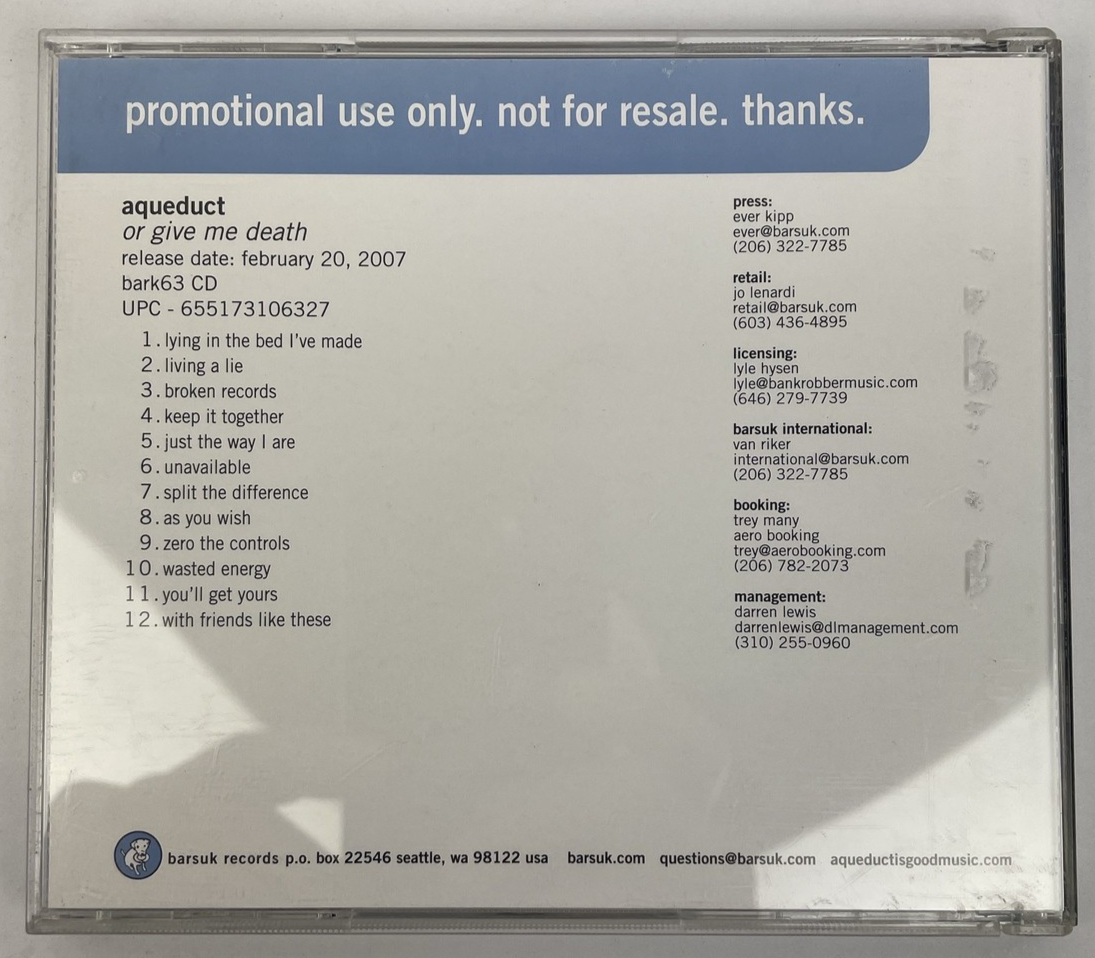 promotional use only. not for resale. thanks.
aqueduct
or give me death
release date: february 20, 2007
bark63 CD
UPC - 655173106327
1. lying in the bed I've made
2. living a lie
3. broken records
4. keep it together
5. just the way I are
6. unavailable
7. split the difference
8. as you wish
9. zero the controls
10. wasted energy
11. you'll get yours
12. with friends like these
press:
ever kipp
ever@barsuk.com
(206) 322-7785
retail:
jo lenardi
retail@barsuk.com
(603) 436-4895
licensing:
lyle hysen
lyle@bankrobbermusic.com
(646) 279-7739
barsuk international:
van riker
international@barsuk.com
(206) 322-7785
booking:
trey many
aero booking
trey@aerobooking.com
(206) 782-2073
management:
darren lewis
darrenlewis@dlmanagement.com
(310) 255-0960
barsuk records p.o. box 22546 seattle, wa 98122 usa barsuk.com questions@barsuk.com aqueductisgoodmusic.com